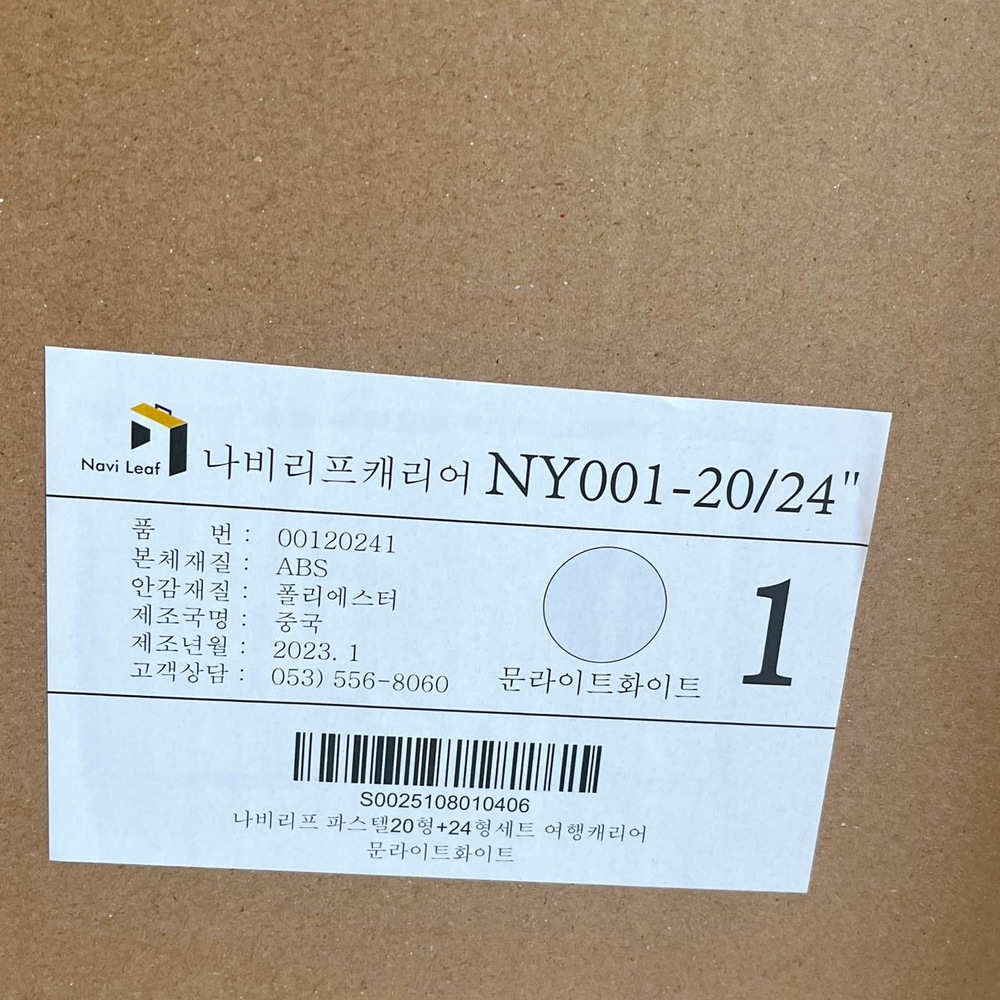 Navi Leaf
나비리프캐리어 NY001-20/24"
품 번 : 00120241
본체재질 : ABS
안감재질 : 폴리에스터
제조국명 : 중국
제조년월 : 2023. 1
고객상담 : 053) 556-8060
문라이트화이트
1
S0025108010406
나비리프 파스텔20형+24형세트 여행캐리어
문라이트화이트